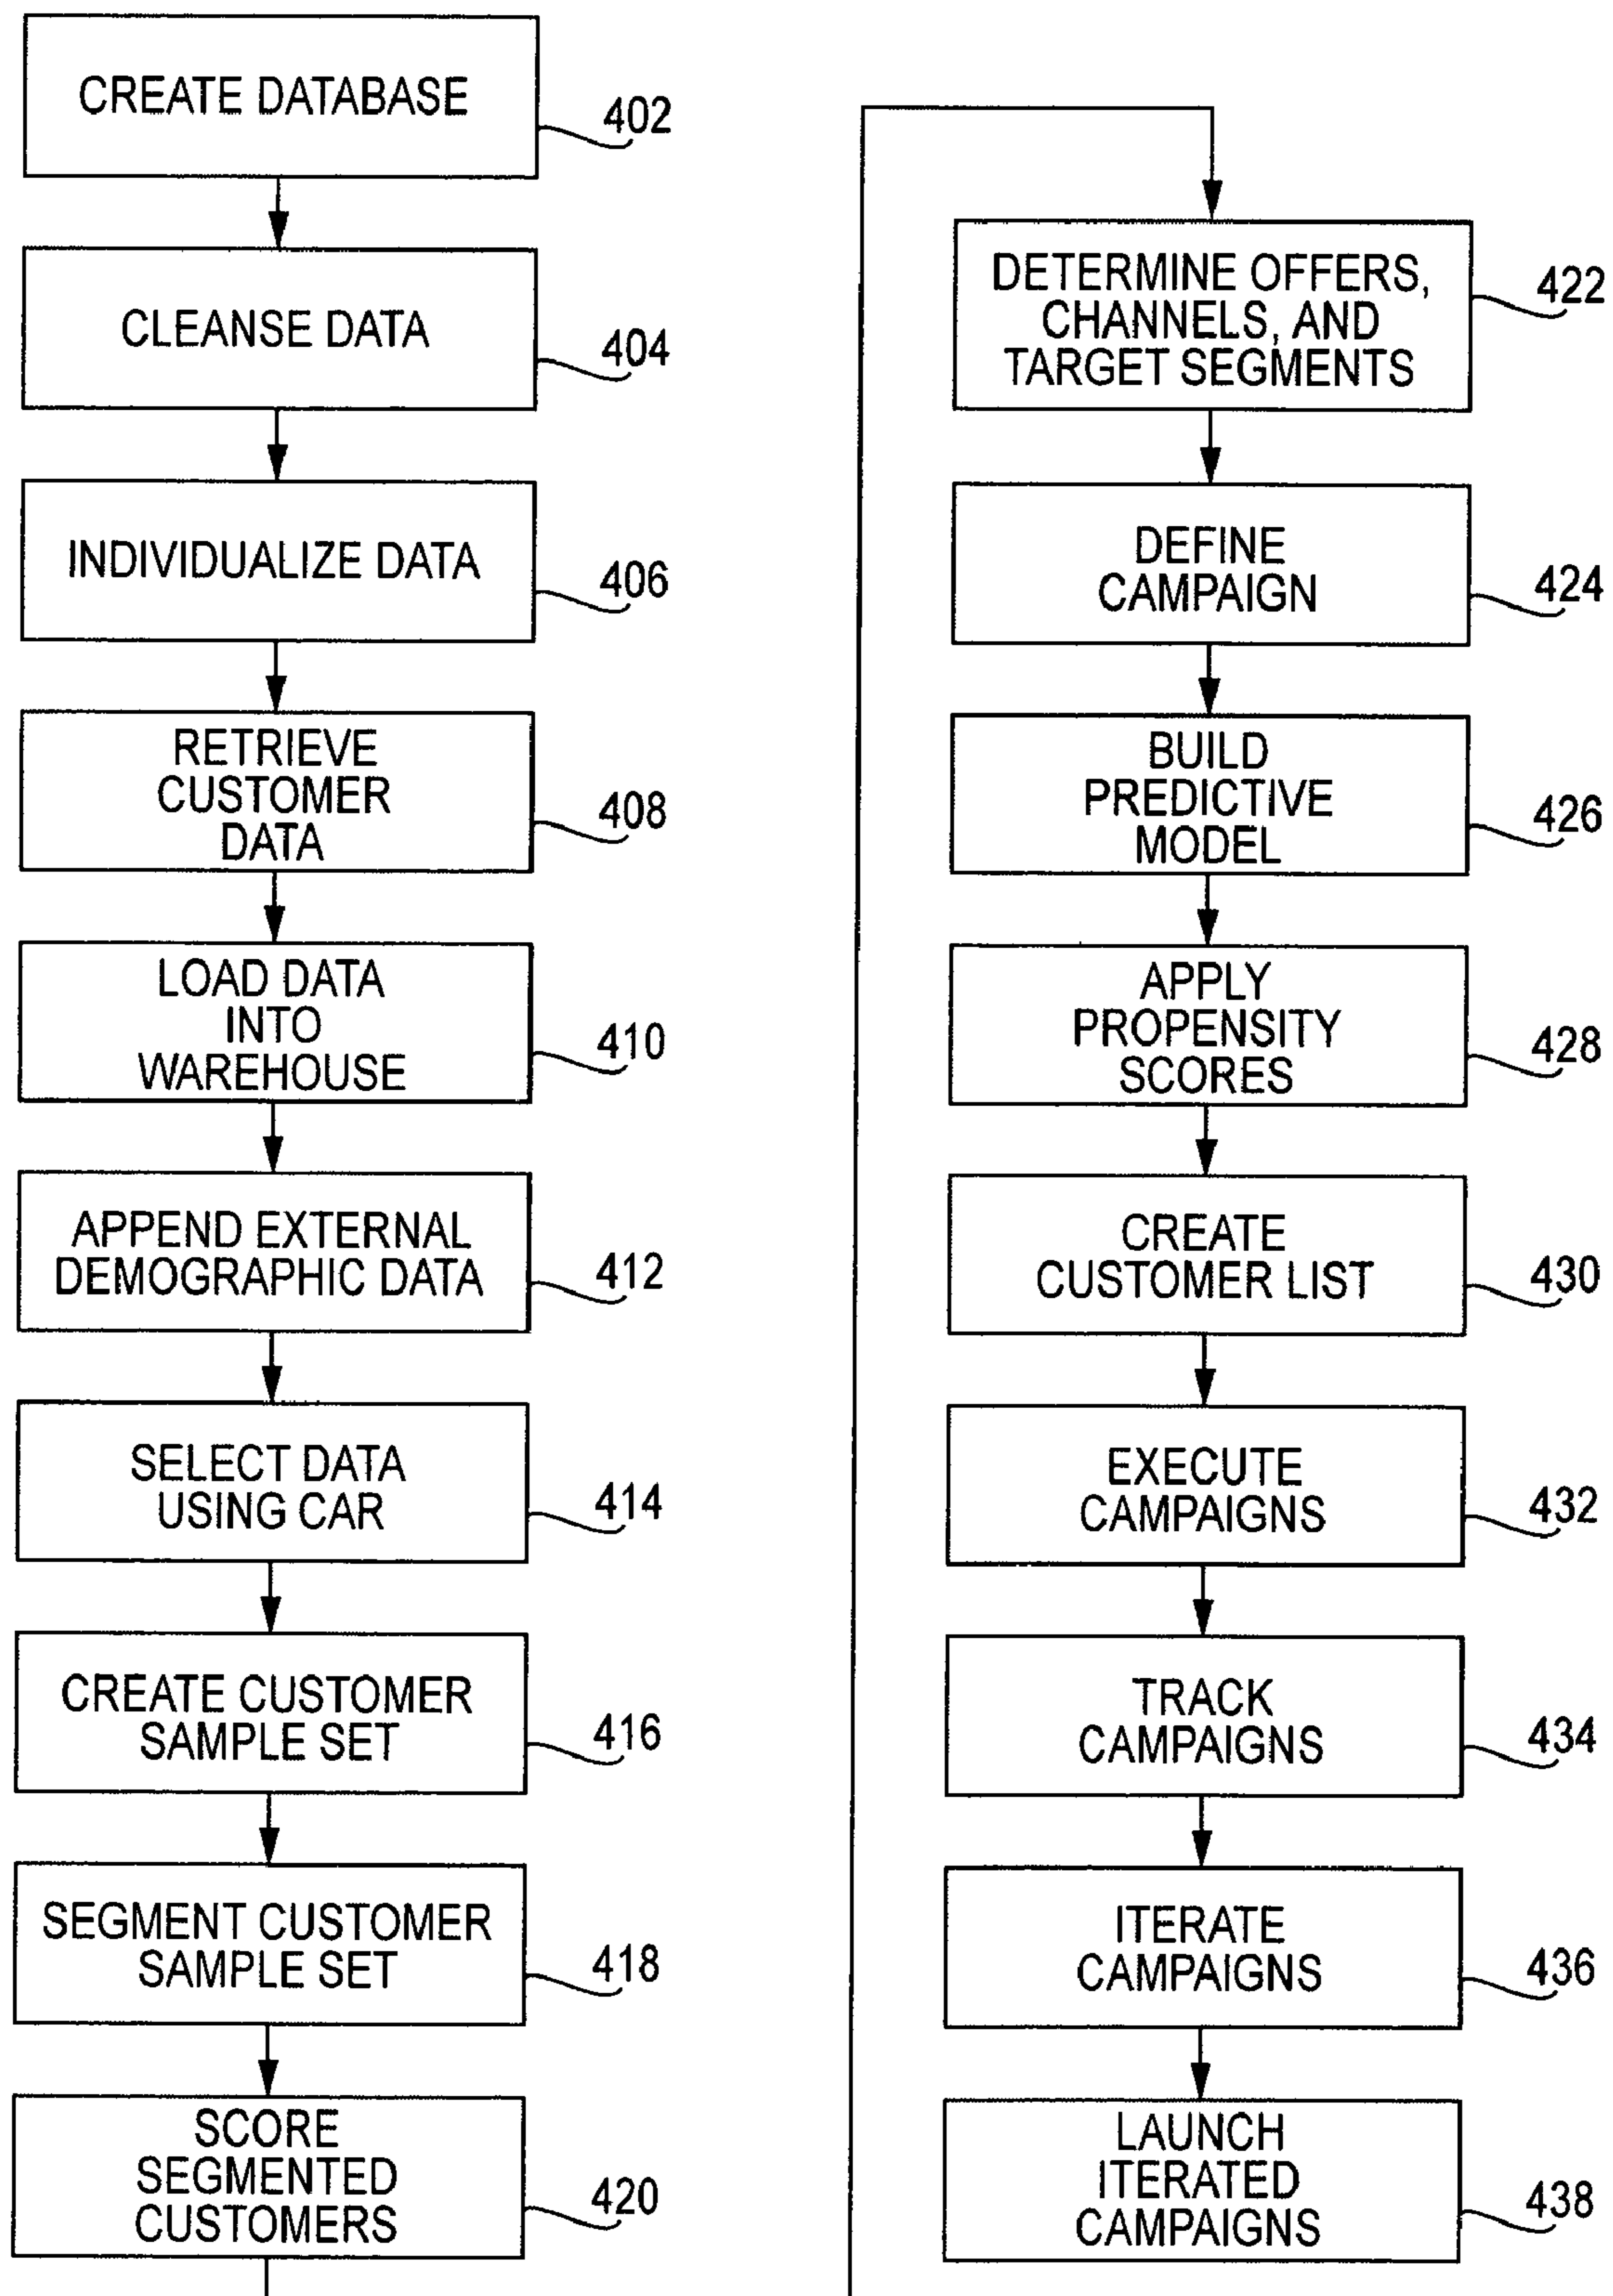 CREATE DATABASE
402
CLEANSE DATA
404
INDIVIDUALIZE DATA
406
RETRIEVE
CUSTOMER
DATA
408
LOAD DATA
INTO
WAREHOUSE
410
APPEND EXTERNAL
DEMOGRAPHIC DATA
412
SELECT DATA
USING CAR
414
CREATE CUSTOMER
SAMPLE SET
416
SEGMENT CUSTOMER
SAMPLE SET
418
SCORE
SEGMENTED
CUSTOMERS
420
DETERMINE OFFERS,
CHANNELS, AND
TARGET SEGMENTS
422
DEFINE
CAMPAIGN
424
BUILD
PREDICTIVE
MODEL
426
APPLY
PROPENSITY
SCORES
428
CREATE
CUSTOMER LIST
430
EXECUTE
CAMPAIGNS
432
TRACK
CAMPAIGNS
434
ITERATE
CAMPAIGNS
436
LAUNCH
ITERATED
CAMPAIGNS
438